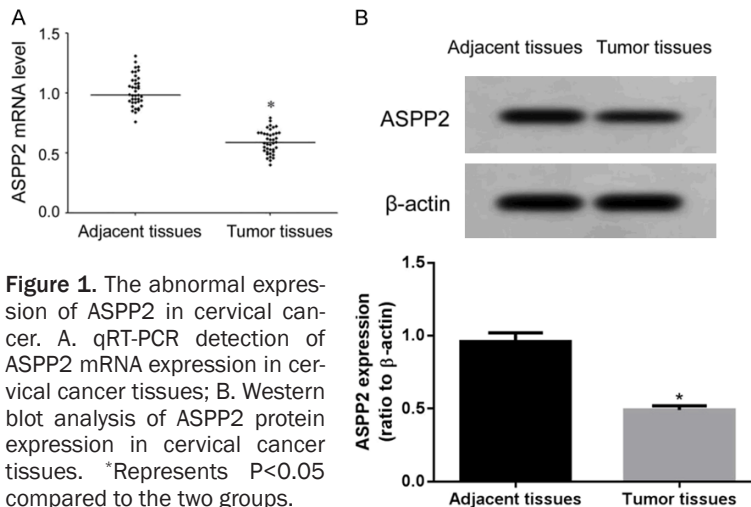 A
ASPP2 mRNA level
1.5
1.0
0.5
0.0
*
Adjacent tissues Tumor tissues
Figure 1. The abnormal expres-
sion of ASPP2 in cervical can-
cer. A. qRT-PCR detection of
ASPP2 mRNA expression in cer-
vical cancer tissues; B. Western
blot analysis of ASPP2 protein
expression in cervical cancer
tissues. *Represents P<0.05
compared to the two groups.
B
Adjacent tissues Tumor tissues
ASPP2
β-actin
ASPP2 expression
(ratio to β-actin)
1.5
1.0
0.5
0.0
*
Adjacent tissues Tumor tissues